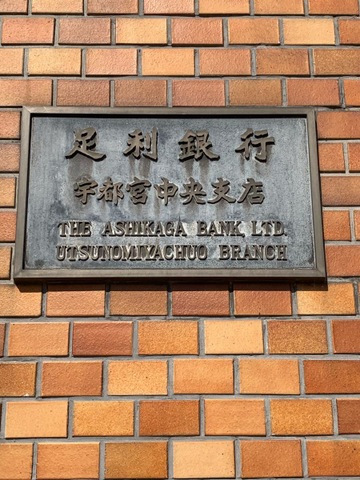 足利銀行
宇都宮中央支店
THE ASHIKAGA BANK, LTD.
UTSUNOMIYACHUO BRANCH